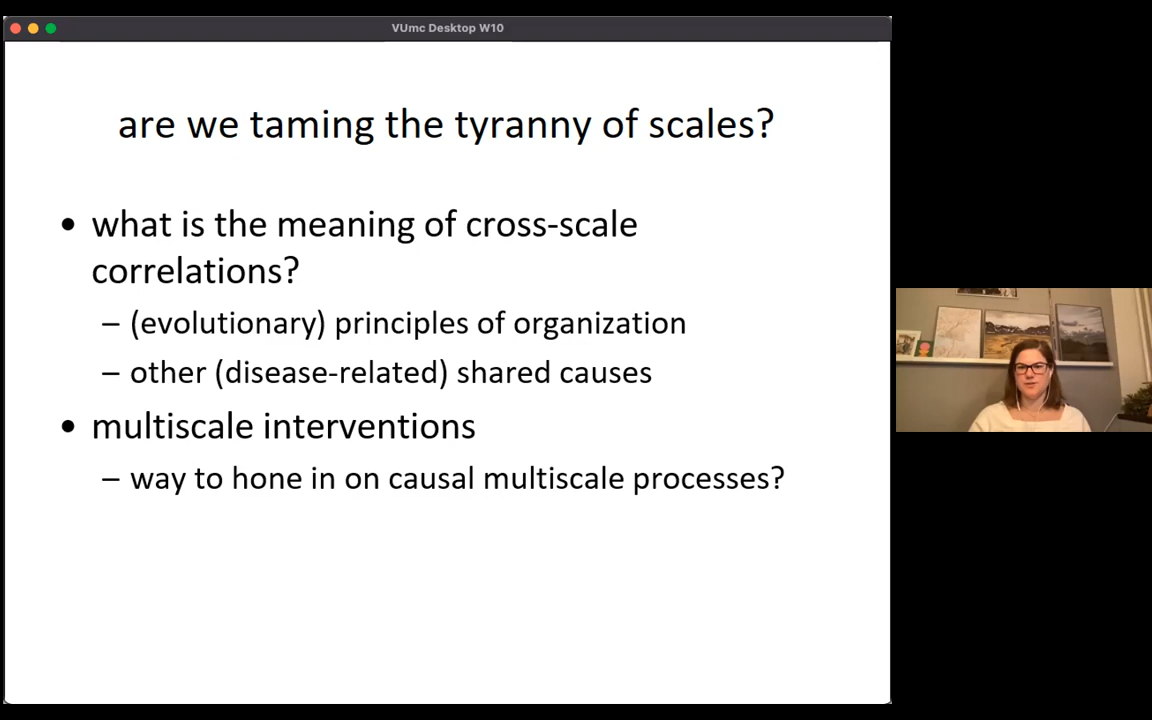 VUmc Desktop W10
are we taming the tyranny of scales?
• what is the meaning of cross-scale
correlations?
– (evolutionary) principles of organization
– other (disease-related) shared causes
• multiscale interventions
– way to hone in on causal multiscale processes?